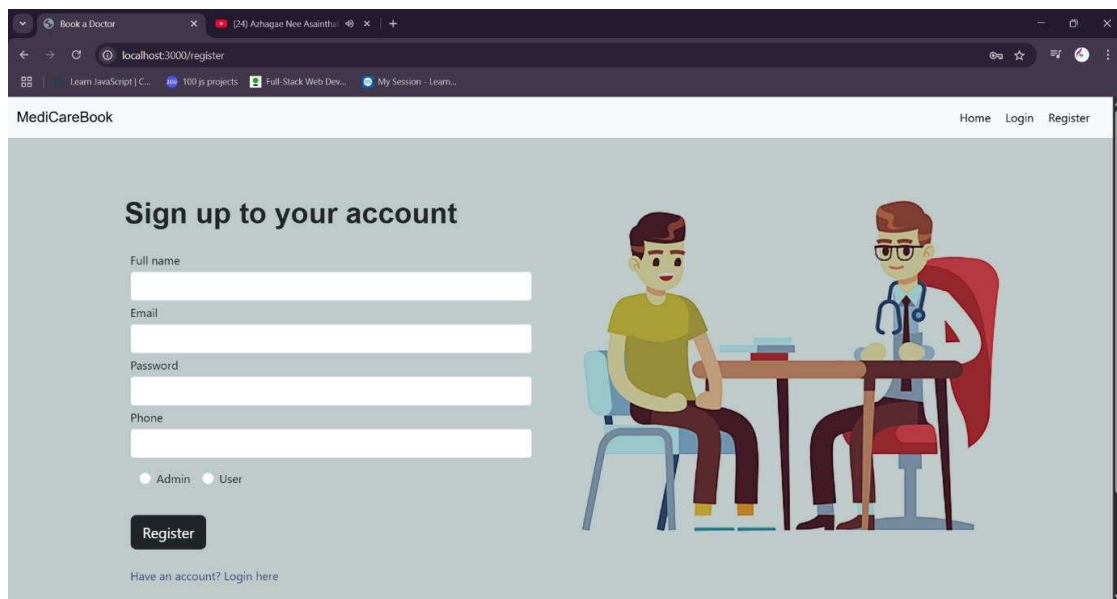 Book a Doctor
(24) Azhagae Nee Asaintha
localhost:3000/register
Learn JavaScript | C...
100 js projects
Full-Stack Web Dev...
My Session - Learn...
MediCareBook
Home Login Register
Sign up to your account
Full name
Email
Password
Phone
Admin User
Register
Have an account? Login here